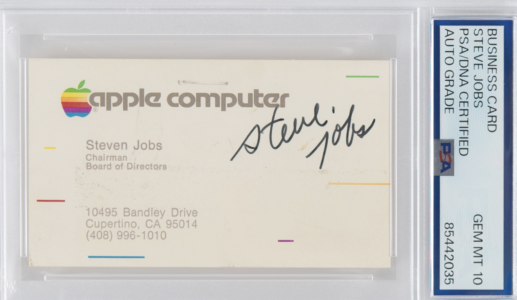 apple computer
steve jobs
Steven Jobs
Chairman
Board of Directors
10495 Bandley Drive
Cupertino, CA 95014
(408) 996-1010
BUSINESS CARD
STEVE JOBS
PSA/DNA CERTIFIED
AUTO GRADE
GEM MT 10
PSA
85442035